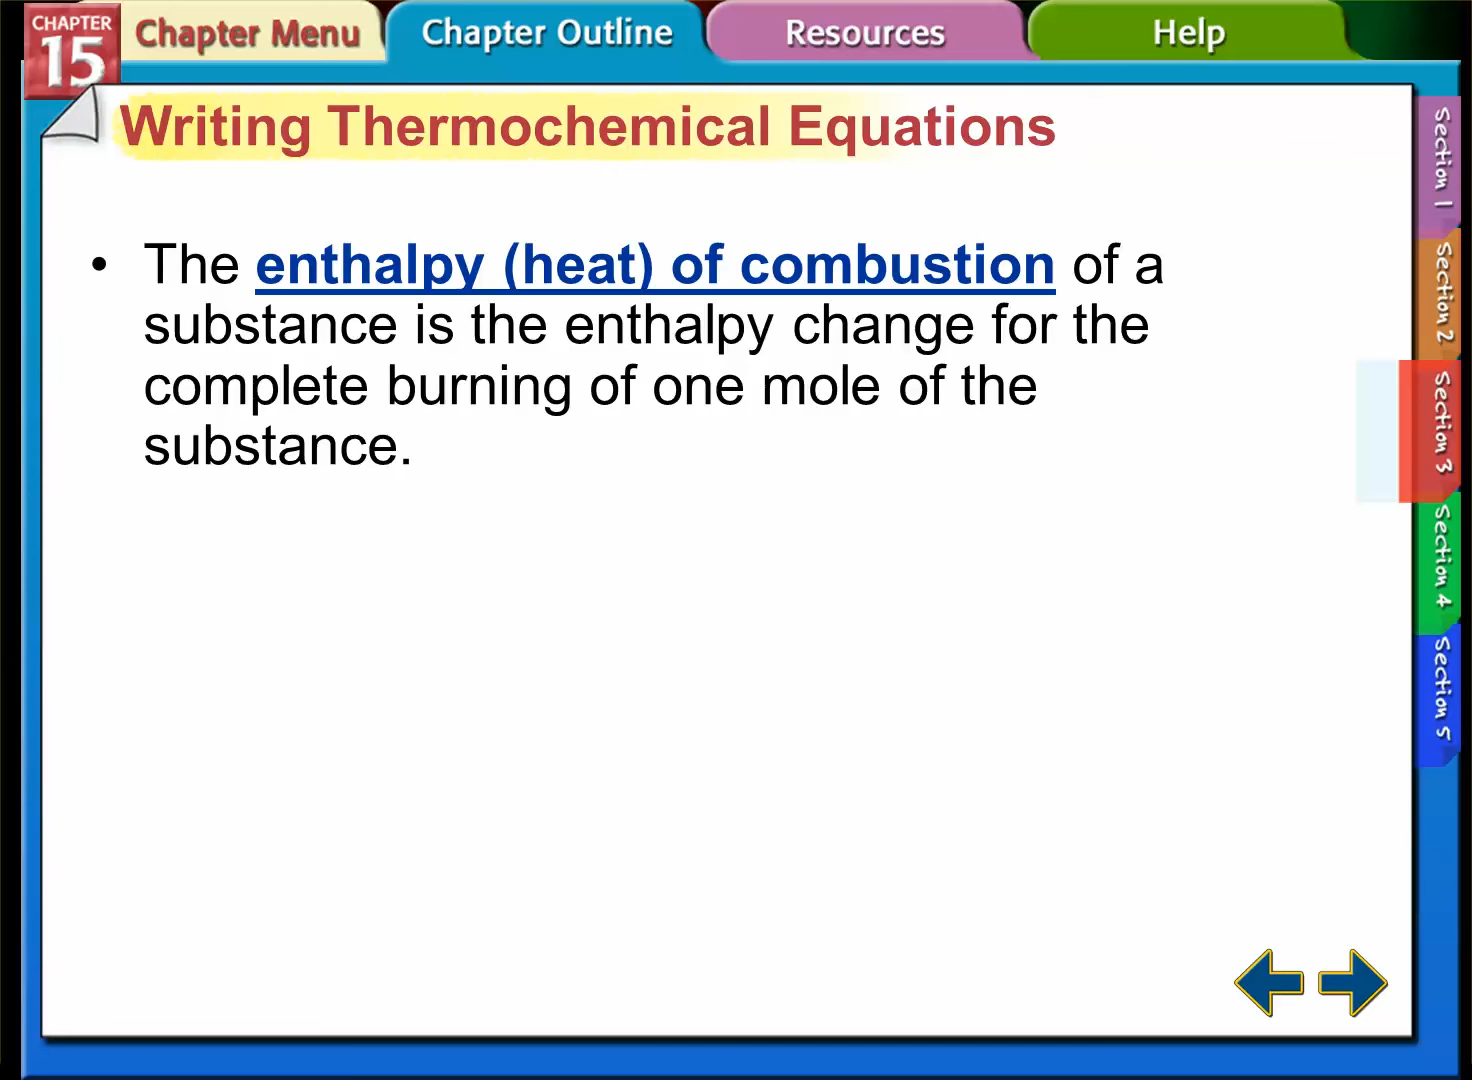 CHAPTER
15
Chapter Menu
Chapter Outline
Resources
Help
Writing Thermochemical Equations
• The enthalpy (heat) of combustion of a
substance is the enthalpy change for the
complete burning of one mole of the
substance.
Section 1
Section 2
Section 3
Section 4
Section 5